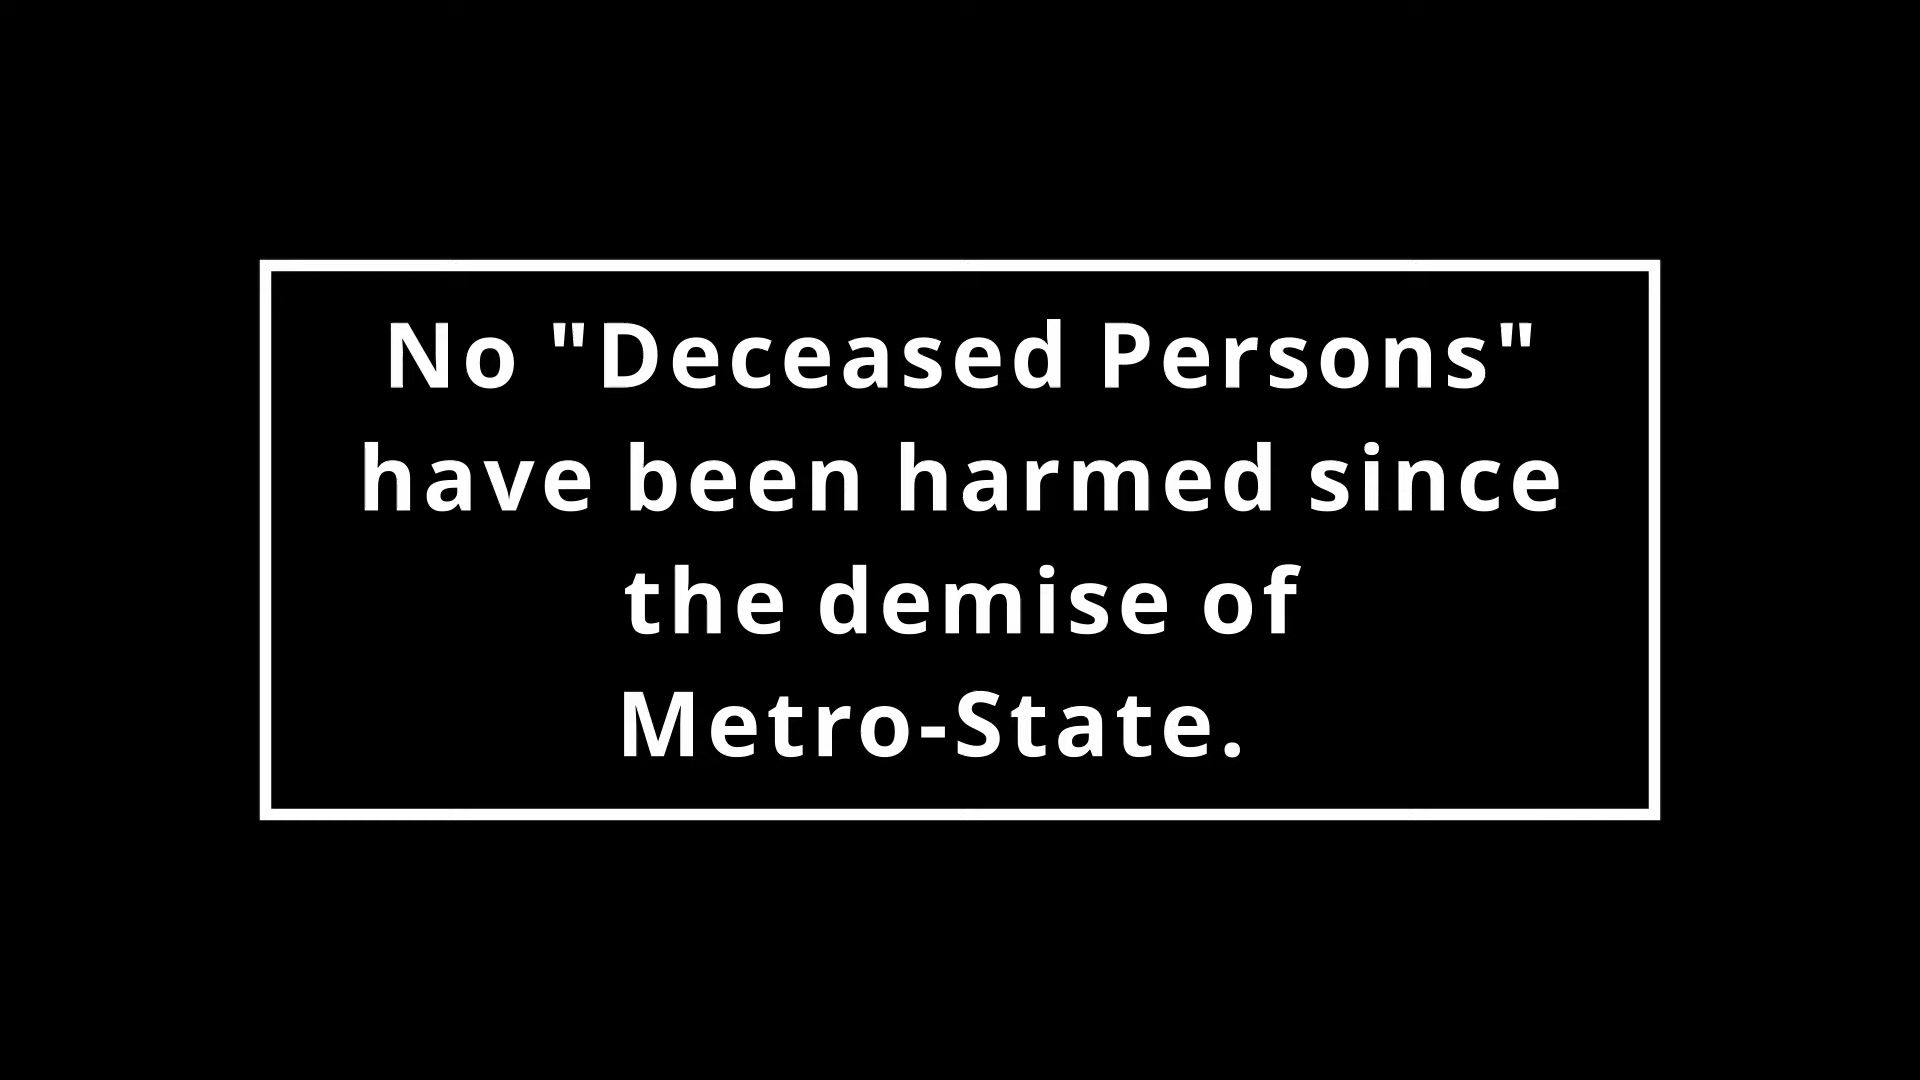 No "Deceased Persons"
have been harmed since
the demise of
Metro-State.